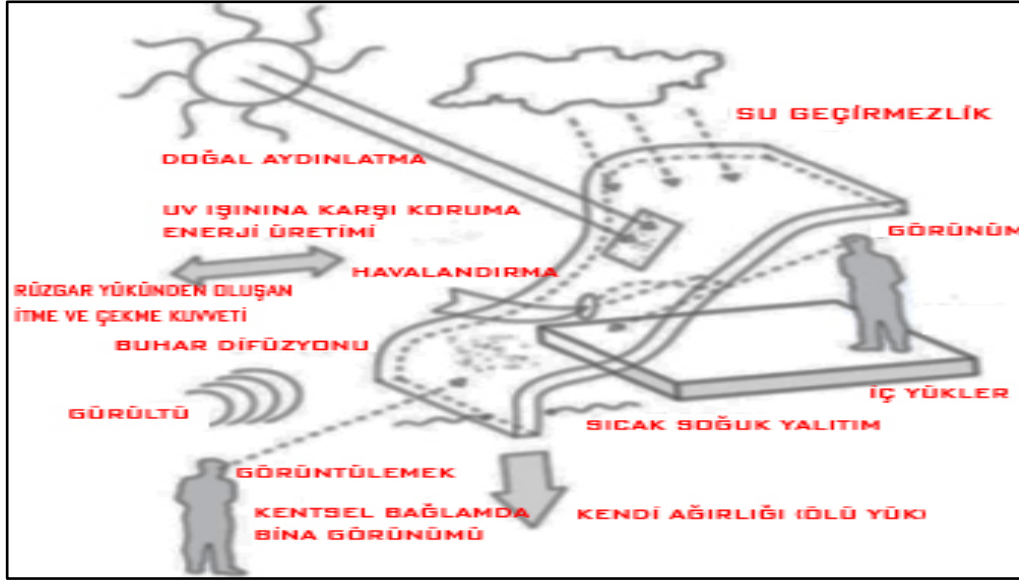 SU GEÇİRMEZLİK
DOĞAL AYDINLATMA
UV IŞININA KARŞI KORUMA
ENERJİ ÜRETİMİ
GÖRÜNÜM
HAVALANDIRMA
RÜZGAR YÜKÜNDEN OLUŞAN
İTME VE ÇEKME KUVVETİ
BUHAR DİFÜZYONU
İÇ YÜKLER
GÜRÜLTÜ
SICAK SOĞUK YALITIM
GÖRÜNTÜLEMEK
KENTSEL BAĞLAMDA
BİNA GÖRÜNÜMÜ
KENDİ AĞIRLIĞI (ÖLÜ YÜK)